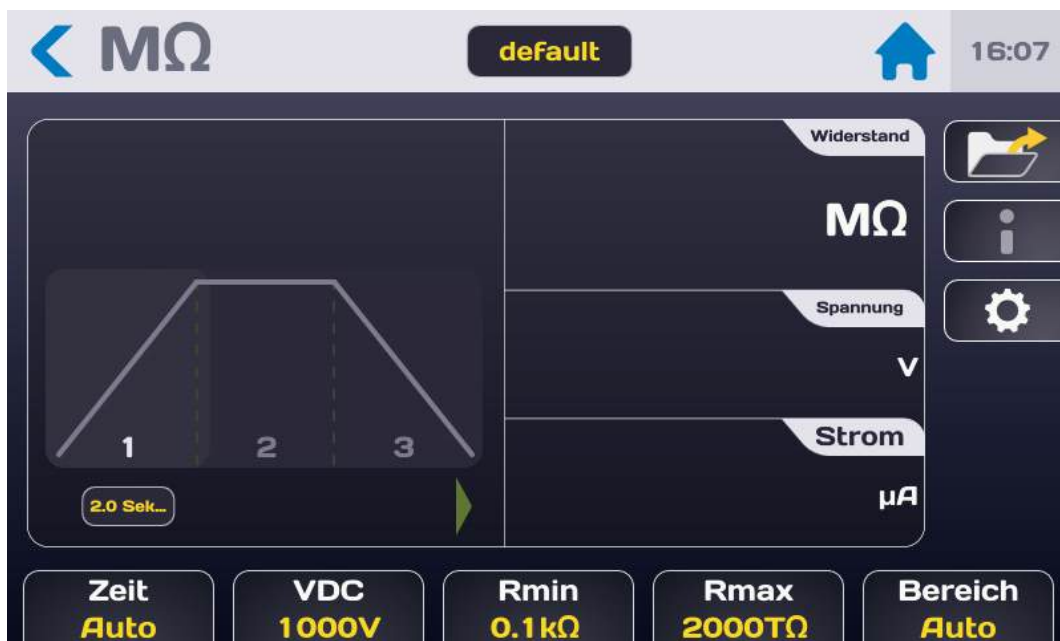 MΩ
default
16:07
Widerstand
MΩ
Spannung
V
Strom
µA
1
2
3
2.0 Sek...
Zeit
Auto
VDC
1000V
Rmin
0.1kΩ
Rmax
2000TΩ
Bereich
Auto